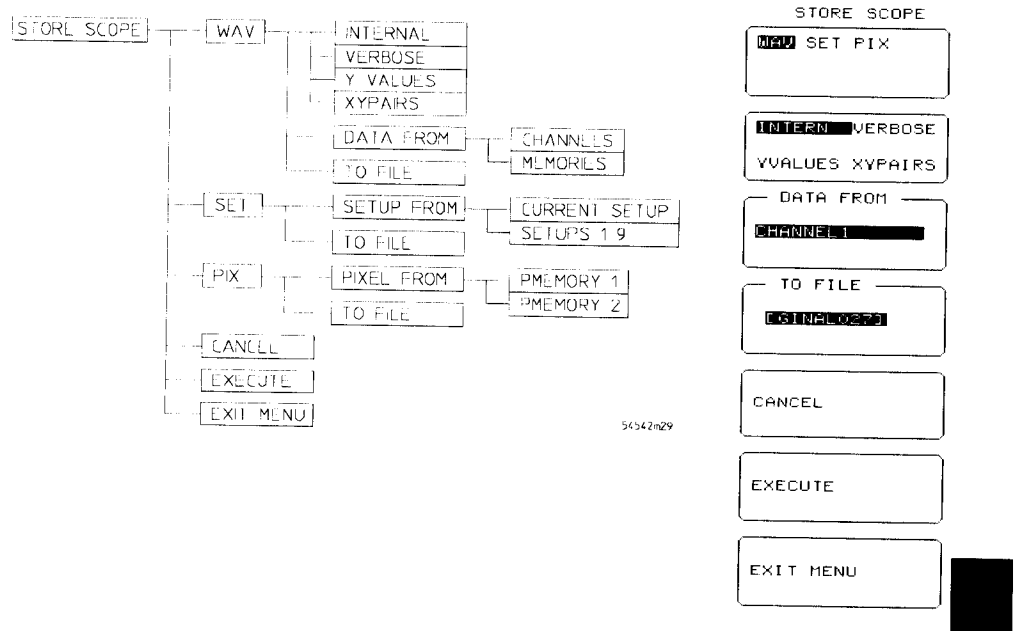 STORE SCOPE
WAV
INTERNAL
VERBOSE
Y VALUES
XYPAIRS
DATA FROM
CHANNELS
MEMORIES
TO FILE
SET
SETUP FROM
CURRENT SETUP
SETUPS 1 9
TO FILE
PIX
PIXEL FROM
PMEMORY 1
PMEMORY 2
TO FILE
CANCEL
EXECUTE
EXIT MENU
54542m29
STORE SCOPE
WAV SET PIX
INTERN VERBOSE
YVALUES XYPAIRS
DATA FROM
CHANNEL1
TO FILE
[GINAL027]
CANCEL
EXECUTE
EXIT MENU